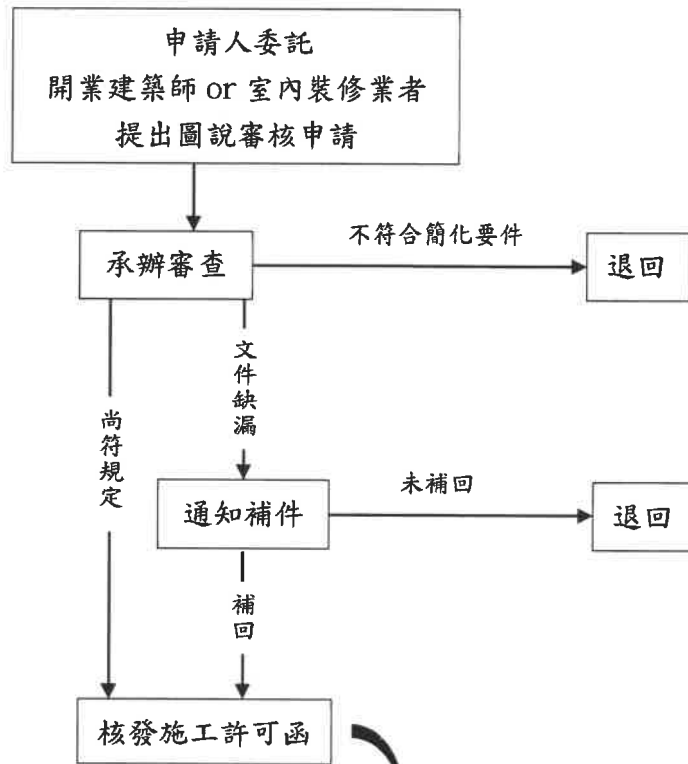 申請人委託
開業建築師 or 室內裝修業者
提出圖說審核申請
不符合簡化要件
承辦審查
退回
文件缺漏
尚符規定
未補回
通知補件
退回
補回
核發施工許可函